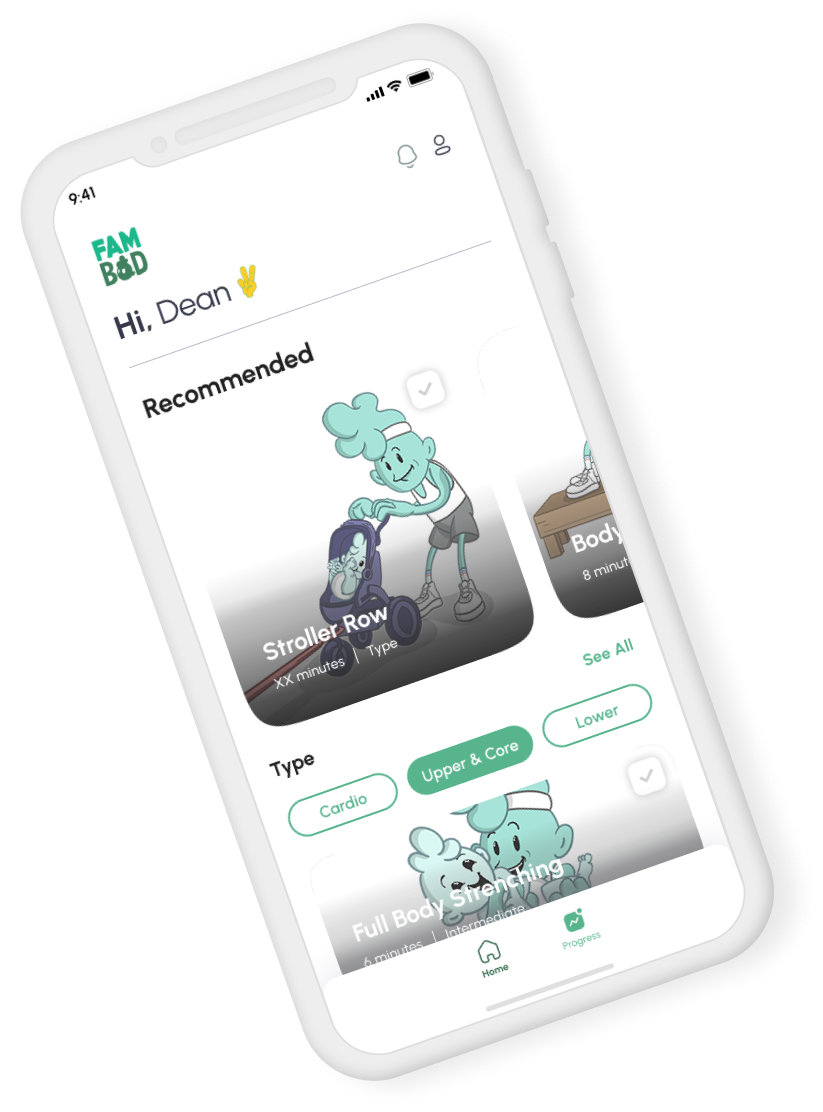 9:41
FAM
BOD
Hi, Dean ✌️
Recommended
Stroller Row
XX minutes | Type
Body
8 minut
See All
Type
Cardio
Upper & Core
Lower
Full Body Strenching
6 minutes | Intermediate
Home
Progress